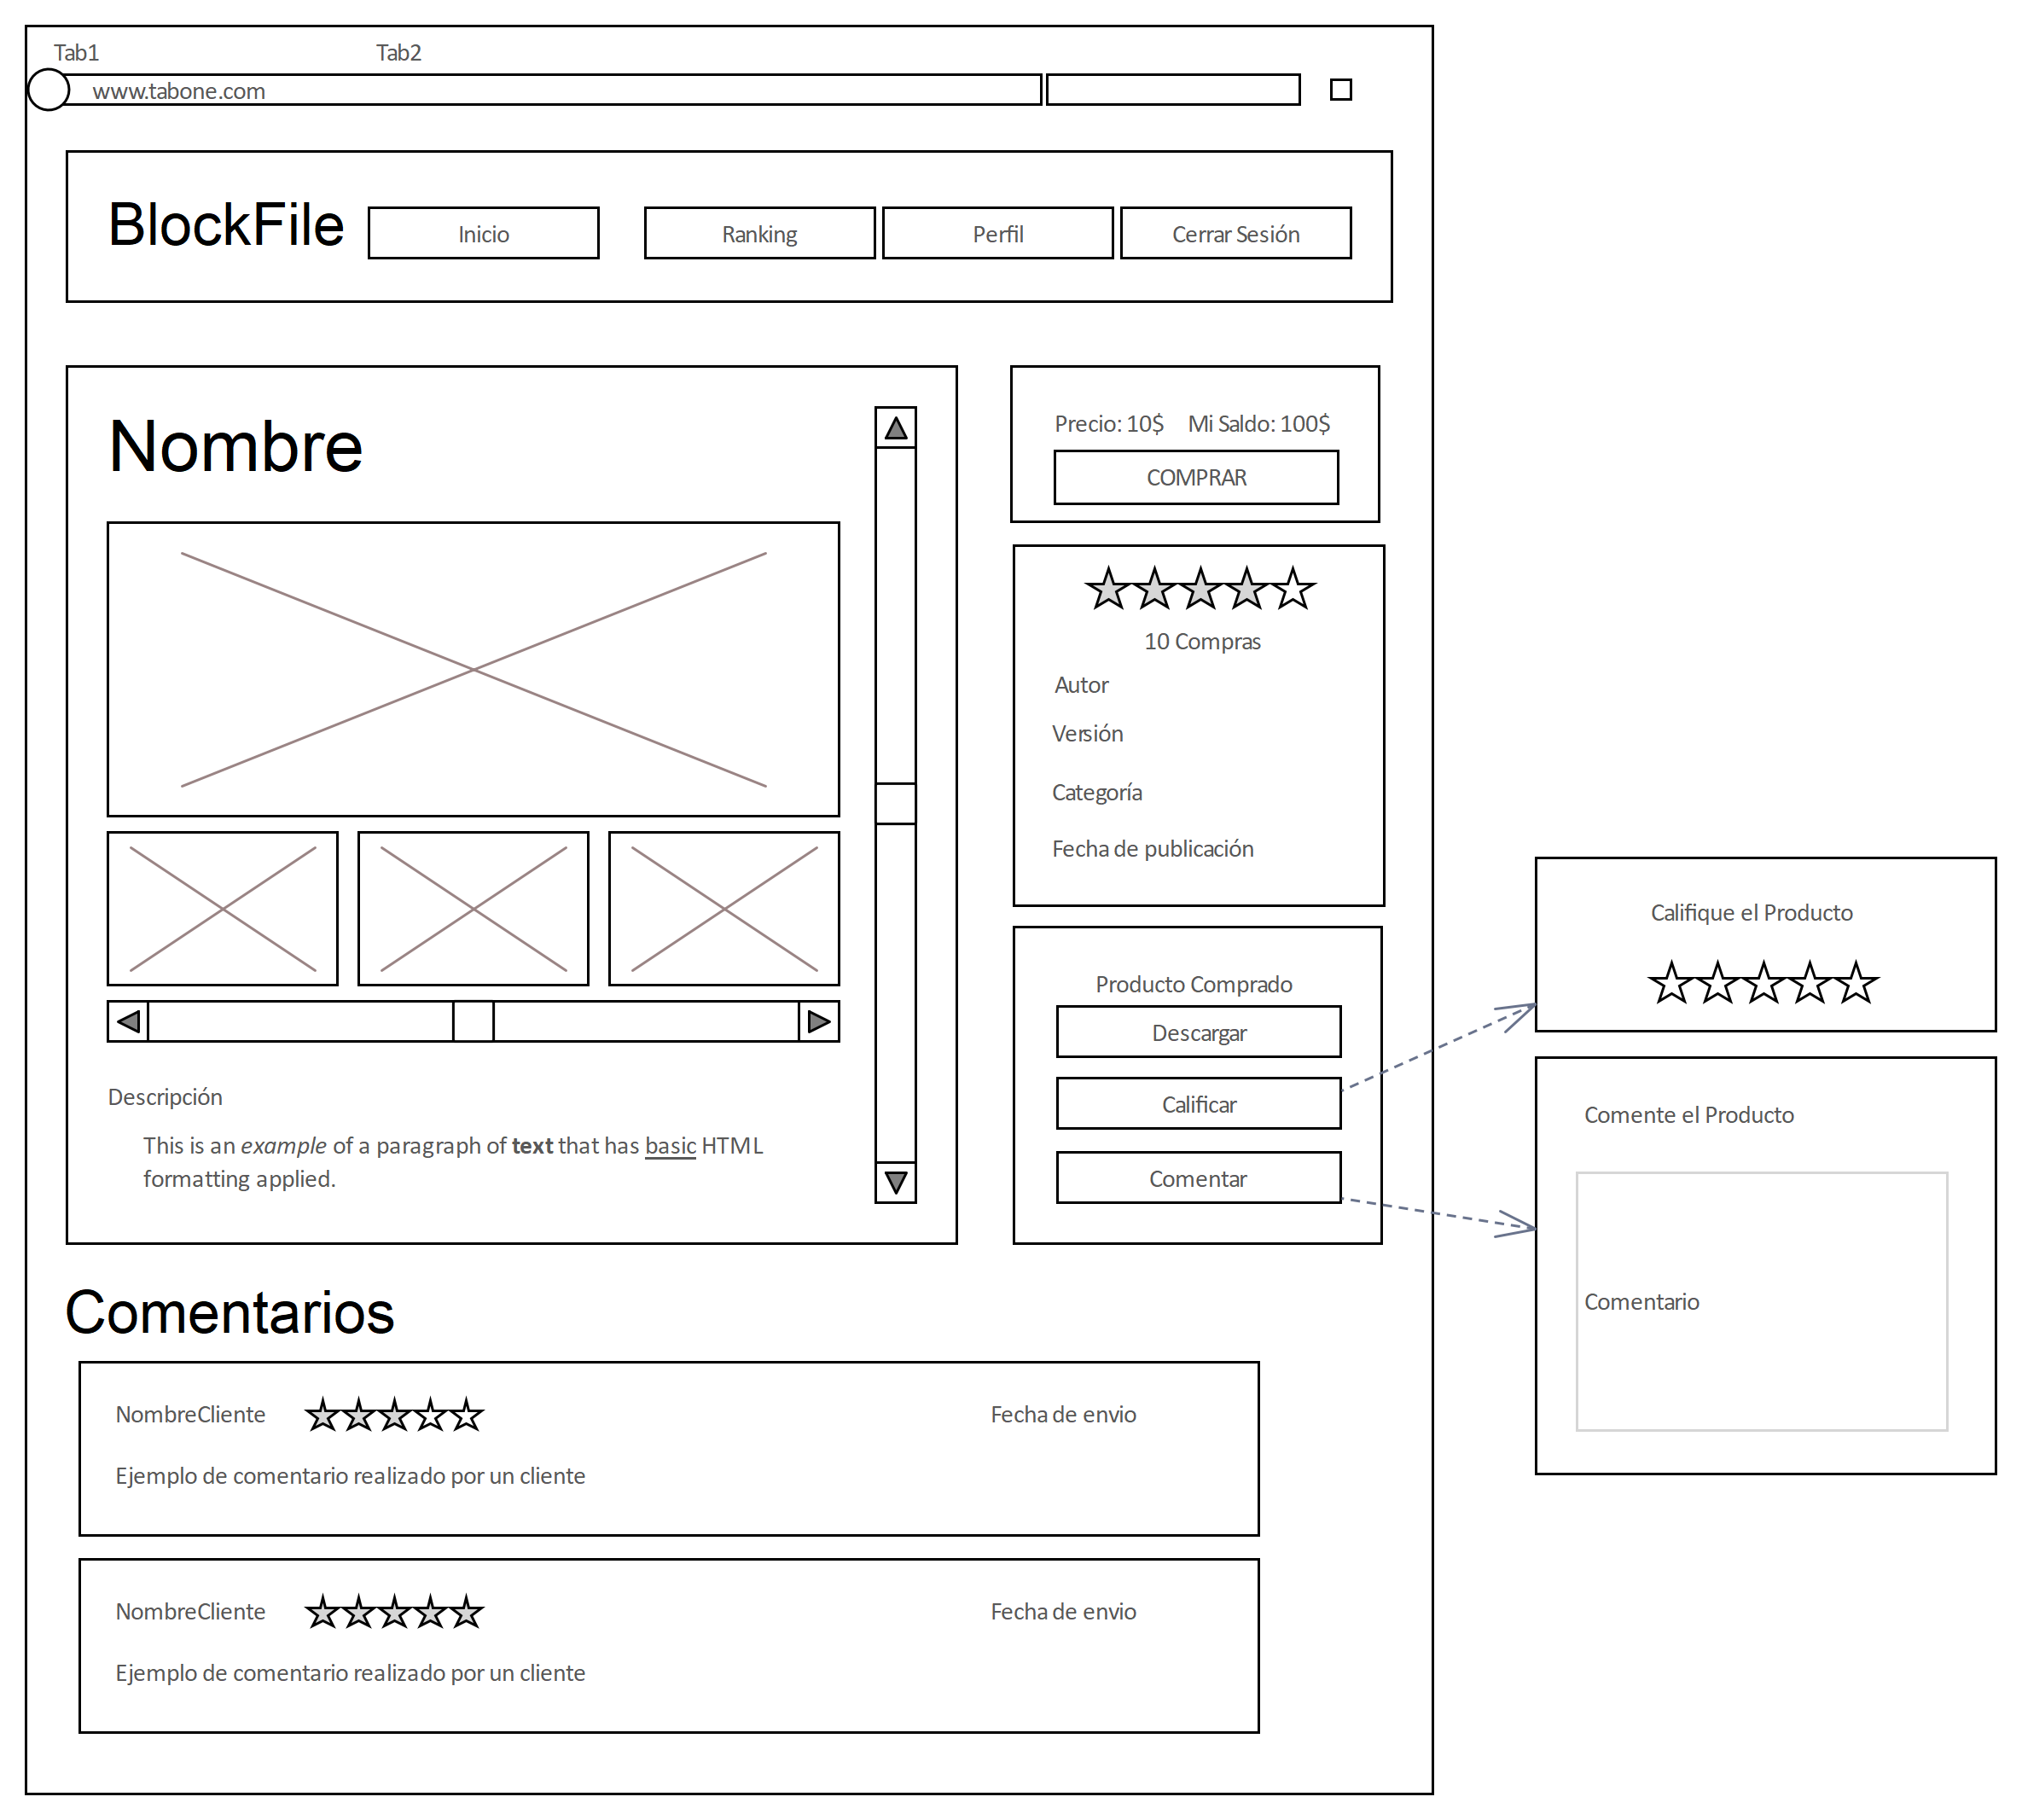 Tab1
Tab2
www.tabone.com
BlockFile
Inicio
Ranking
Perfil
Cerrar Sesión
Nombre
Descripción
This is an example of a paragraph of text that has basic HTML
formatting applied.
Precio: 10$
Mi Saldo: 100$
COMPRAR
10 Compras
Autor
Versión
Categoría
Fecha de publicación
Producto Comprado
Descargar
Calificar
Comentar
Califique el Producto
Comente el Producto
Comentario
Comentarios
NombreCliente
Fecha de envio
Ejemplo de comentario realizado por un cliente
NombreCliente
Fecha de envio
Ejemplo de comentario realizado por un cliente